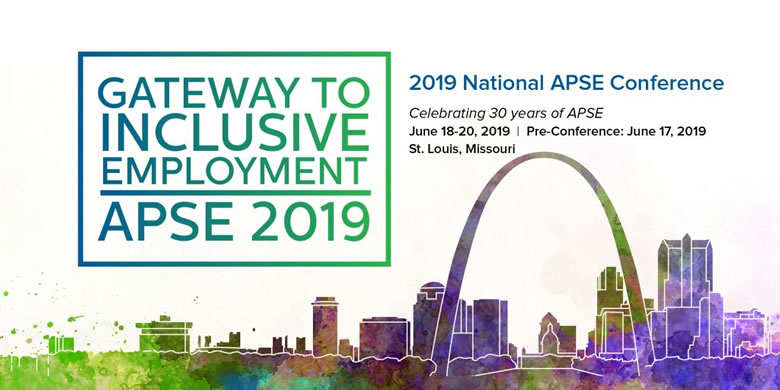 GATEWAY TO
INCLUSIVE
EMPLOYMENT
APSE 2019
2019 National APSE Conference
Celebrating 30 years of APSE
June 18-20, 2019 | Pre-Conference: June 17, 2019
St. Louis, Missouri